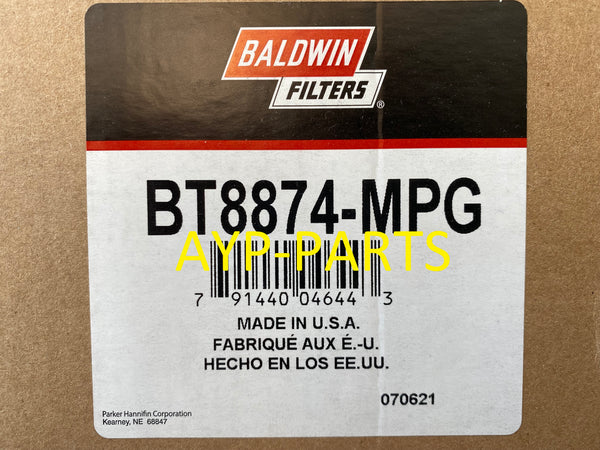 BALDWIN
FILTERS®
BT8874-MPG
AYP-PARTS
7 91440 04644 3
MADE IN U.S.A.
FABRIQUÉ AUX É.-U.
HECHO EN LOS EE.UU.
070621
Parker Hannifin Corporation
Kearney, NE 68847